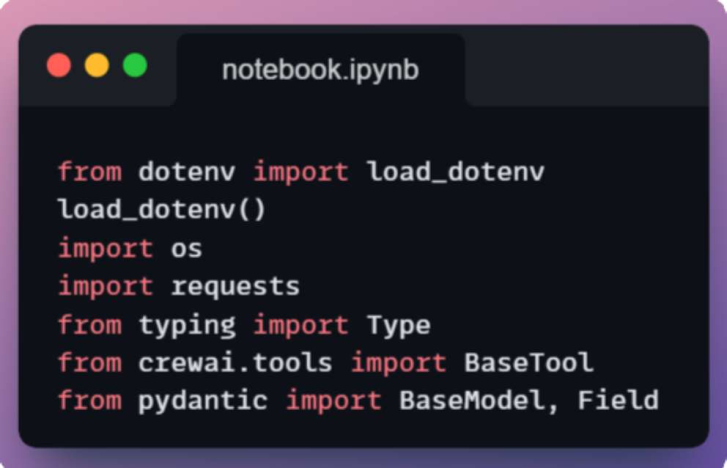 notebook.ipynb
from dotenv import load_dotenv
load_dotenv()
import os
import requests
from typing import Type
from crewai.tools import BaseTool
from pydantic import BaseModel, Field